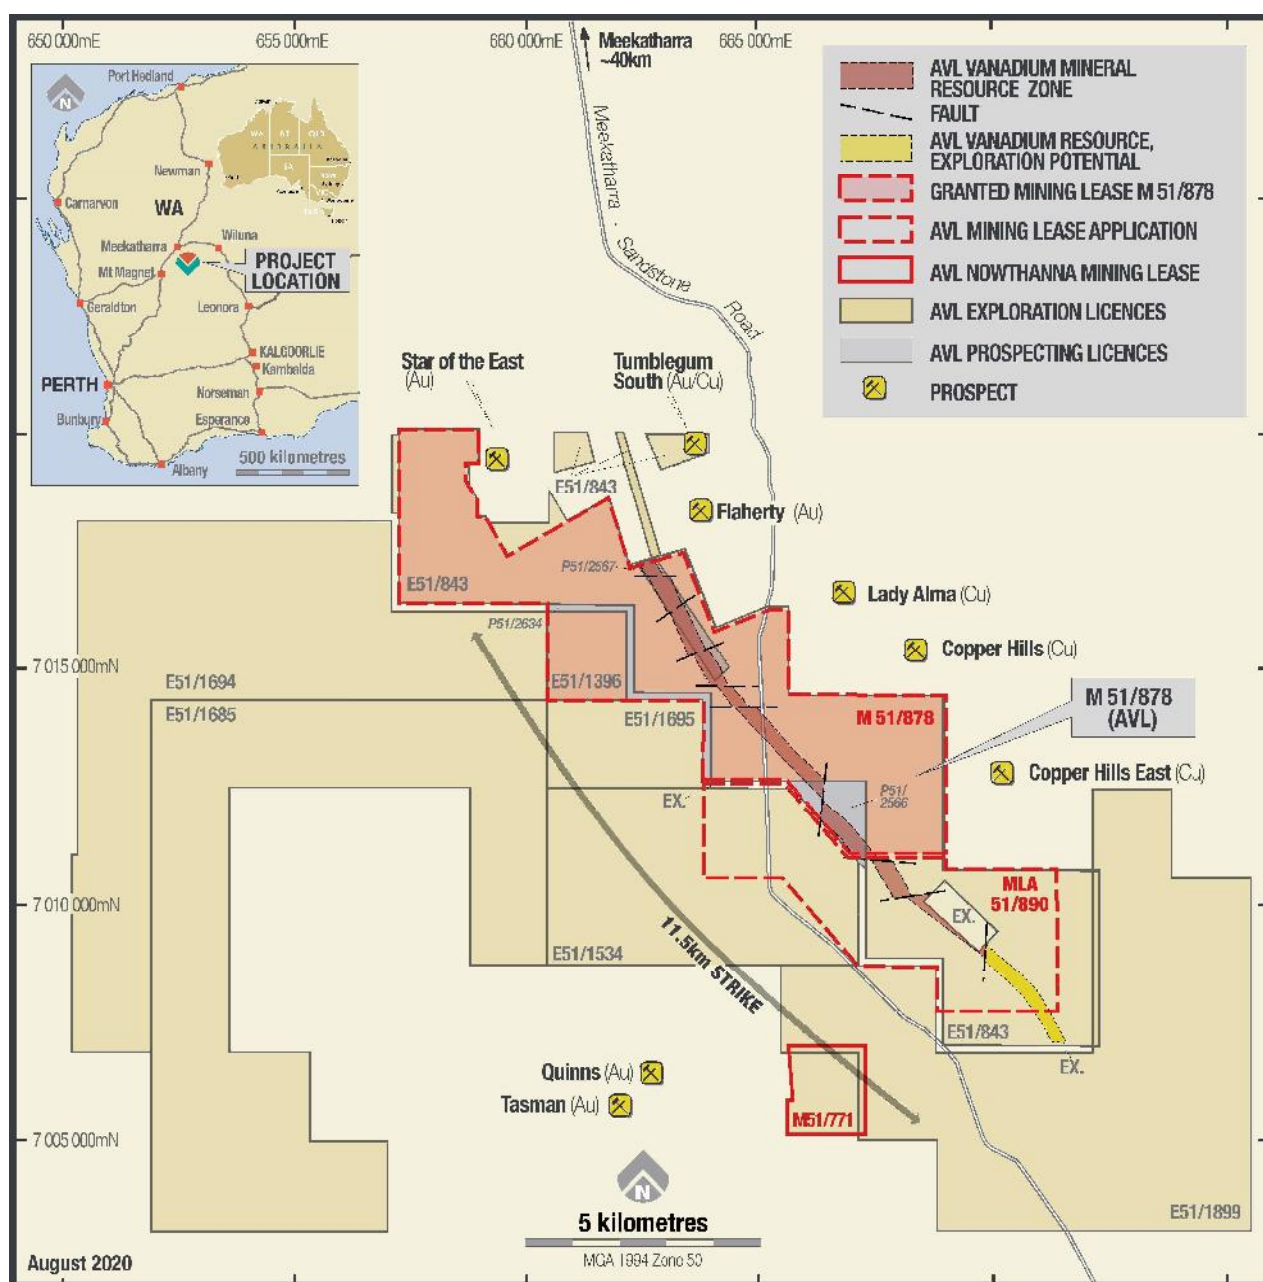 650 000mE
655 000mE
660 000mE
665 000mE
Meekatharra
~40km
Meekatharra - Sandstone Road
N
Port Hedland
Newman
WA
Carnarvon
Meekatharra
Wiluna
Mt Magnet
PROJECT
LOCATION
Geraldton
Leonora
KALGOORLIE
Kambalda
PERTH
Norseman
Bunbury
Esperance
Albany
500 kilometres
WA
NT
QLD
AUSTRALIA
SA
AVL VANADIUM MINERAL
RESOURCE ZONE
FAULT
AVL VANADIUM RESOURCE,
EXPLORATION POTENTIAL
GRANTED MINING LEASE M 51/878
AVL MINING LEASE APPLICATION
AVL NOWTHANNA MINING LEASE
AVL EXPLORATION LICENCES
AVL PROSPECTING LICENCES
PROSPECT
Star of the East
(Au)
Tumblegum
South (Au/Cu)
E51/843
Flaherty (Au)
P51/2567
E51/843
Lady Alma (Cu)
P51/2634
Copper Hills (Cu)
7 015 000mN
E51/1694
E51/1396
E51/1685
E51/1695
M 51/878
M 51/878
(AVL)
Copper Hills East (Cu)
EX.
P51/
2566
MLA
51/890
7 010 000mN
EX.
11.5km STRIKE
E51/1534
E51/843
EX.
Quinns (Au)
Tasman (Au)
M51/771
7 005 000mN
N
5 kilometres
MGA 1994 Zone 50
E51/1899
August 2020